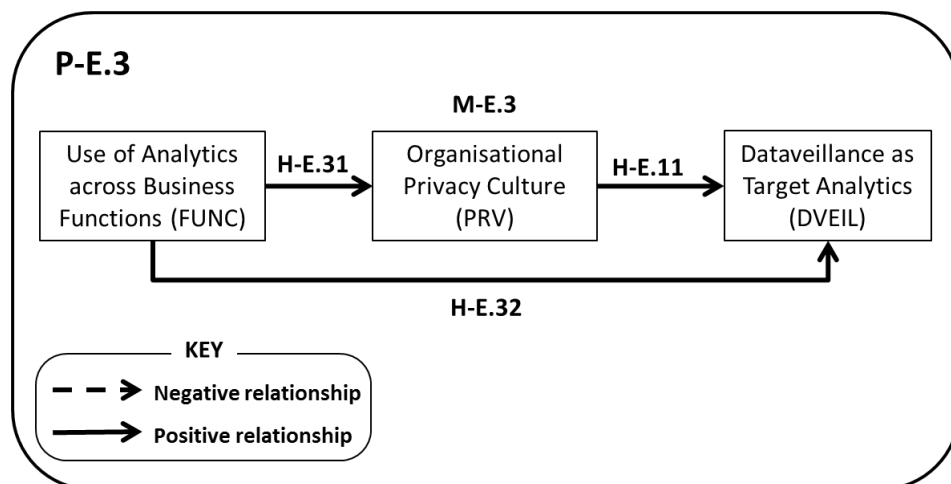 P-E.3
M-E.3
Use of Analytics
across Business
Functions (FUNC)
H-E.31
Organisational
Privacy Culture
(PRV)
H-E.11
Dataveillance as
Target Analytics
(DVEIL)
H-E.32
KEY
Negative relationship
Positive relationship